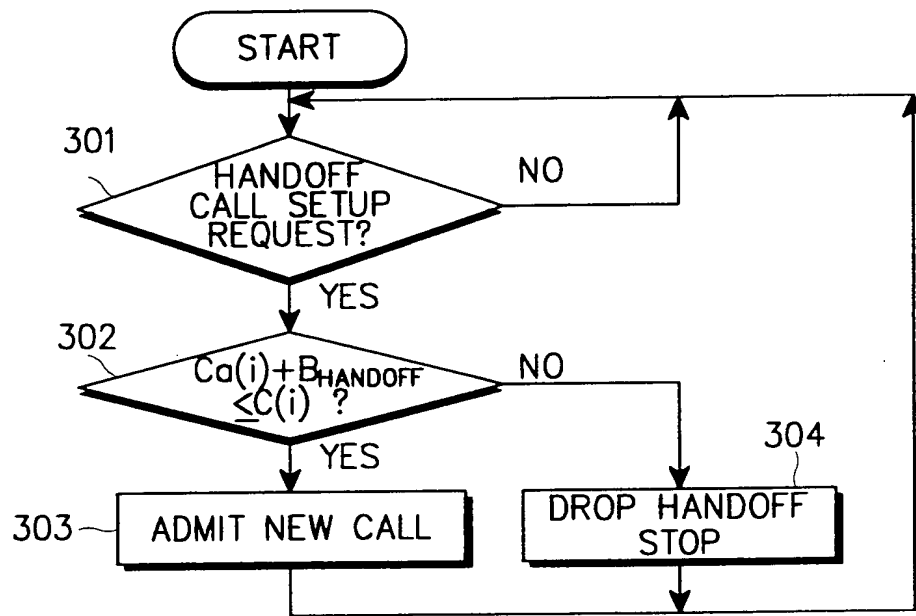 START
301
HANDOFF
CALL SETUP
REQUEST?
NO
YES
302
Ca(i)+B_HANDOFF
≤C(i) ?
NO
YES
303
ADMIT NEW CALL
304
DROP HANDOFF
STOP